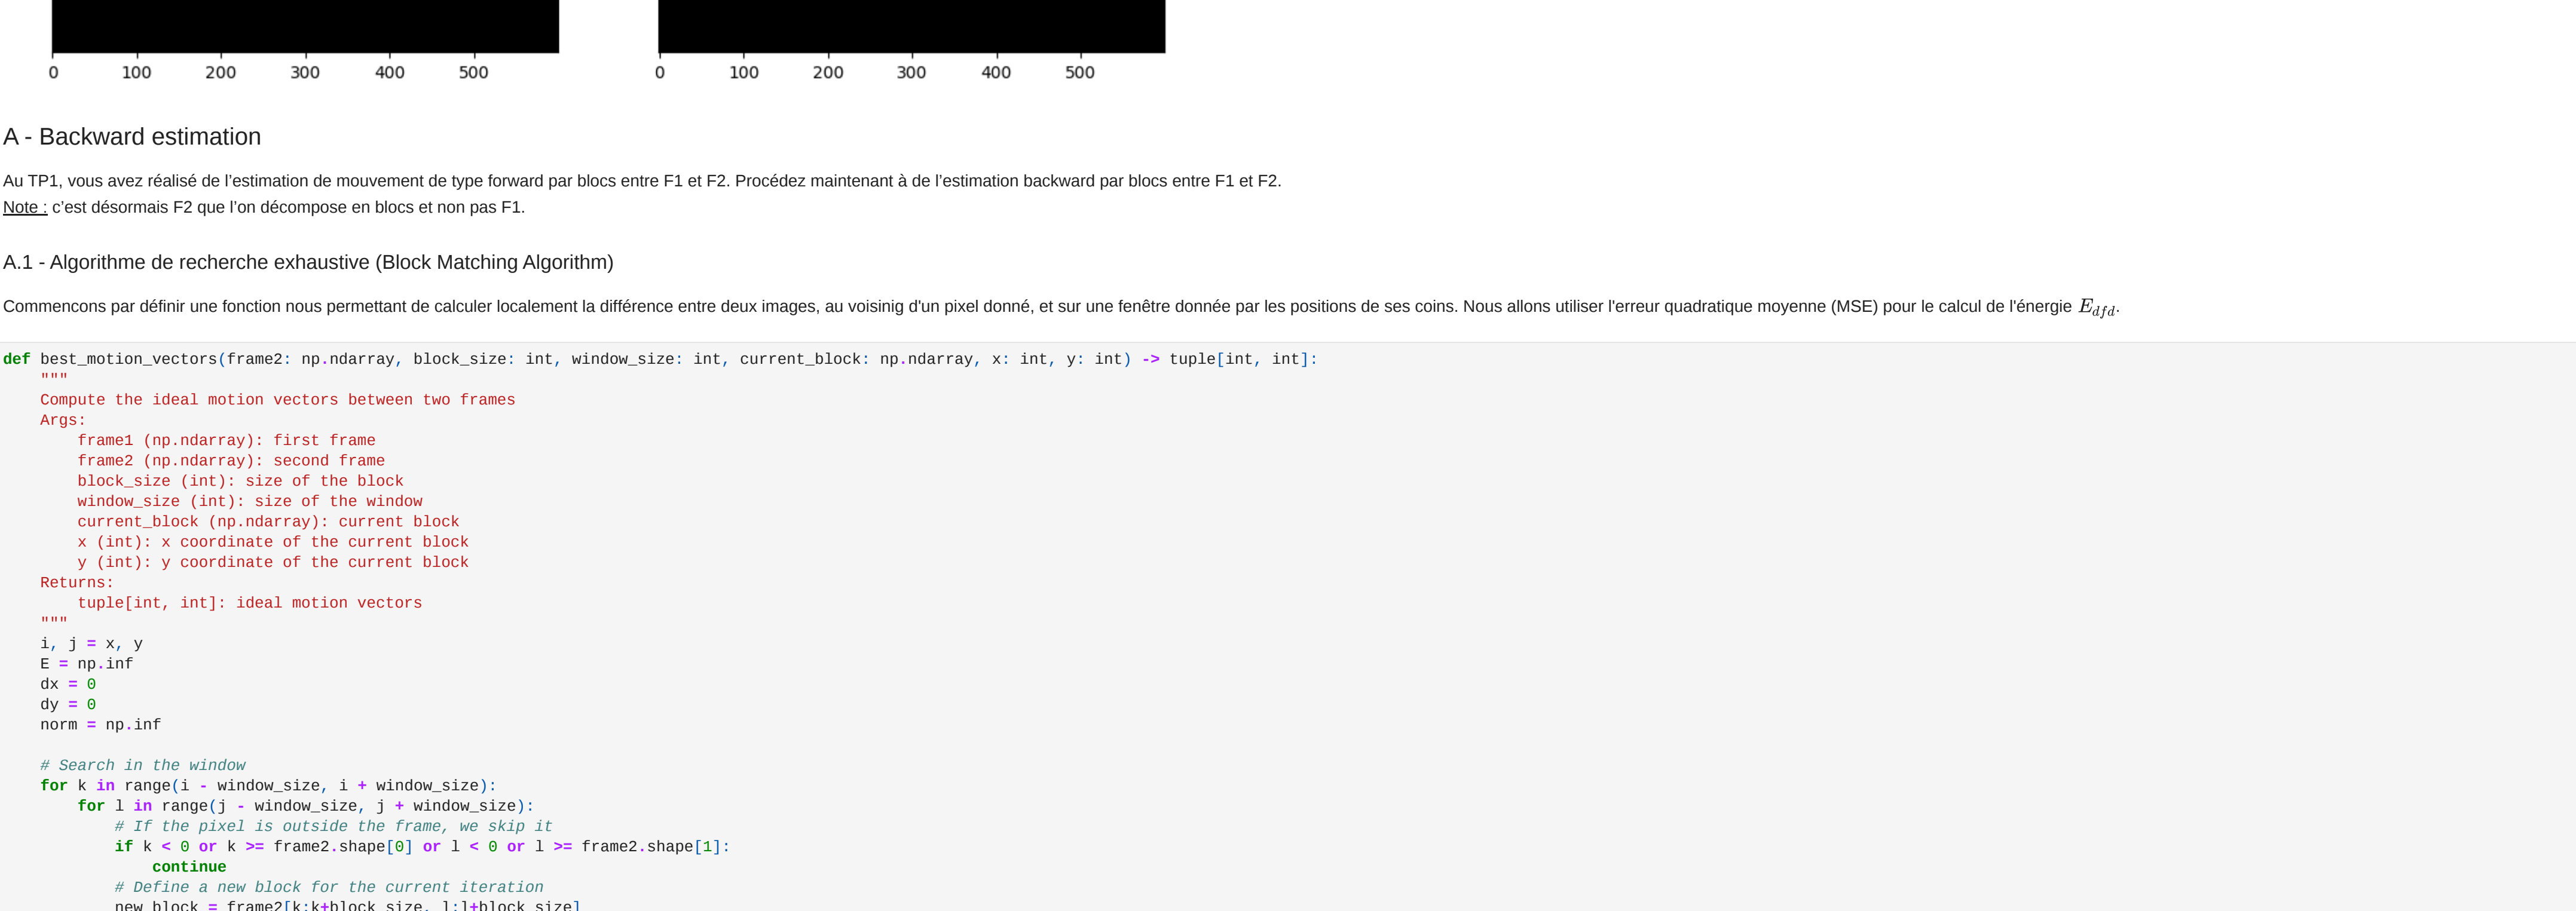 0 100 200 300 400 500 0 100 200 300 400 500
A - Backward estimation
Au TP1, vous avez réalisé de l’estimation de mouvement de type forward par blocs entre F1 et F2. Procédez maintenant à de l’estimation backward par blocs entre F1 et F2.
Note : c’est désormais F2 que l’on décompose en blocs et non pas F1.
A.1 - Algorithme de recherche exhaustive (Block Matching Algorithm)
Commencons par définir une fonction nous permettant de calculer localement la différence entre deux images, au voisinig d'un pixel donné, et sur une fenêtre donnée par les positions de ses coins. Nous allons utiliser l'erreur quadratique moyenne (MSE) pour le calcul de l'énergie E_{dfd}.
def best_motion_vectors(frame2: np.ndarray, block_size: int, window_size: int, current_block: np.ndarray, x: int, y: int) -> tuple[int, int]:
    """
    Compute the ideal motion vectors between two frames
    Args:
        frame1 (np.ndarray): first frame
        frame2 (np.ndarray): second frame
        block_size (int): size of the block
        window_size (int): size of the window
        current_block (np.ndarray): current block
        x (int): x coordinate of the current block
        y (int): y coordinate of the current block
    Returns:
        tuple[int, int]: ideal motion vectors
    """
    i, j = x, y
    E = np.inf
    dx = 0
    dy = 0
    norm = np.inf
    # Search in the window
    for k in range(i - window_size, i + window_size):
        for l in range(j - window_size, j + window_size):
            # If the pixel is outside the frame, we skip it
            if k < 0 or k >= frame2.shape[0] or l < 0 or l >= frame2.shape[1]:
                continue
            # Define a new block for the current iteration
            new_block = frame2[k:k+block_size, l:l+block_size]